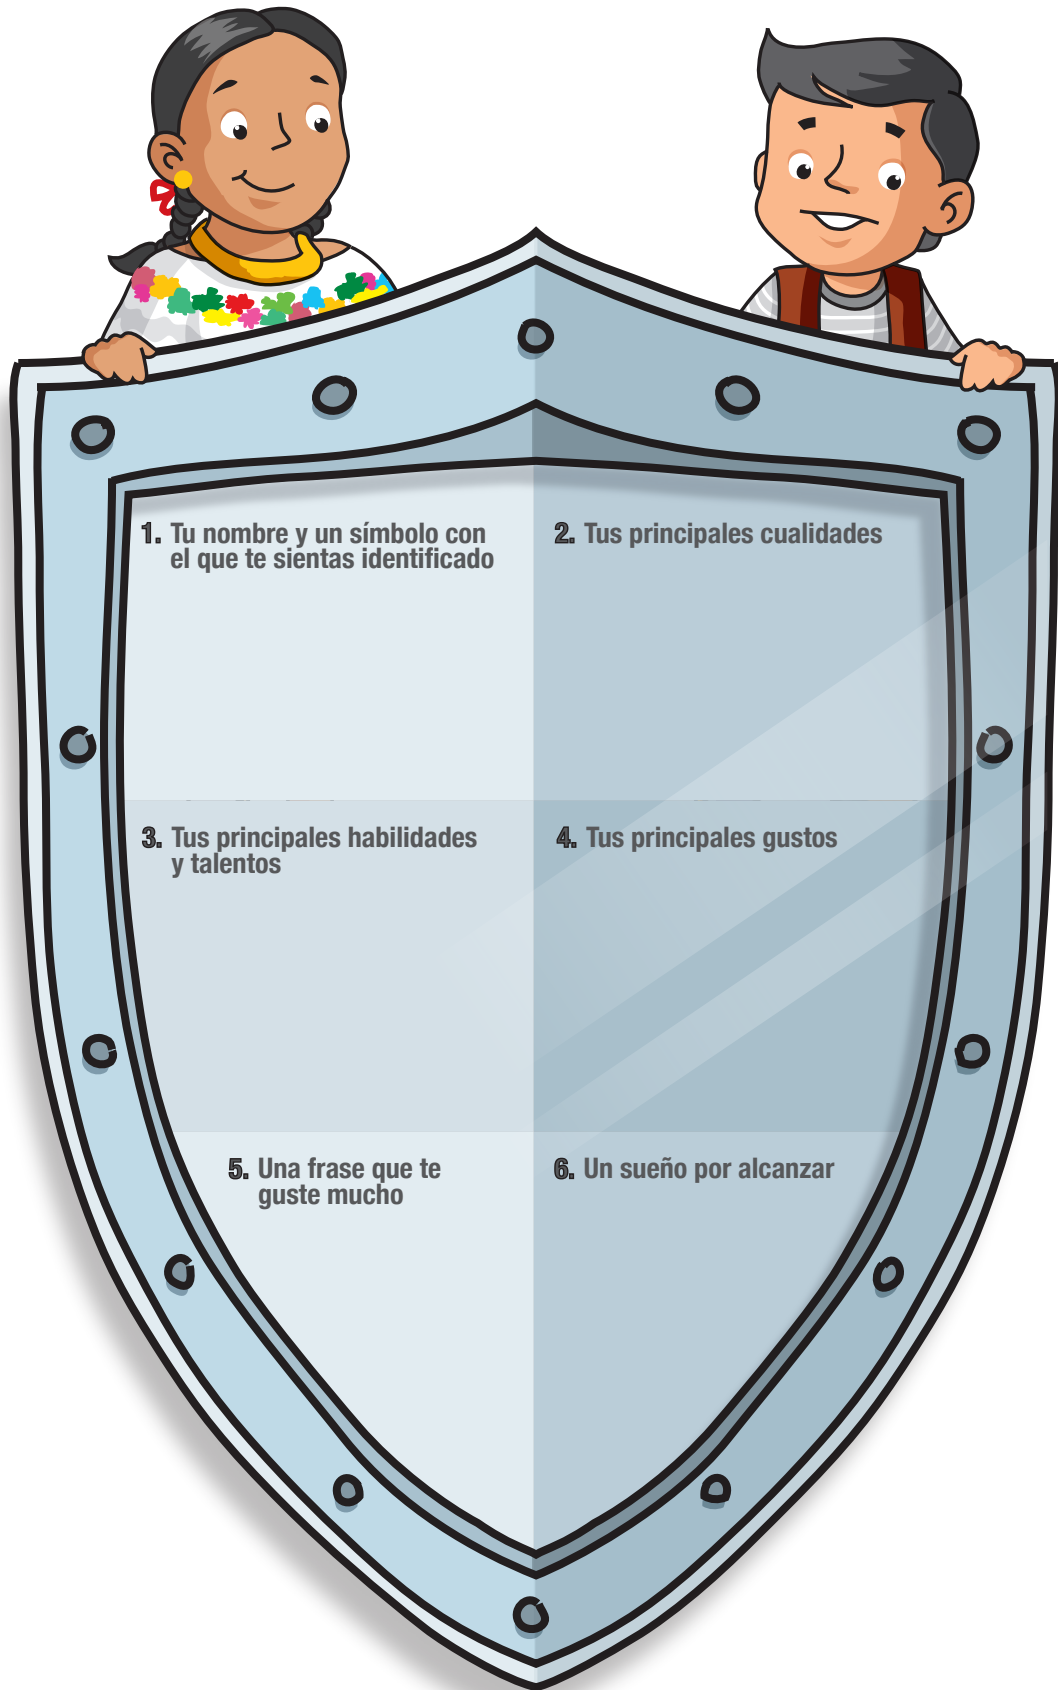 1. Tu nombre y un símbolo con
el que te sientas identificado
2. Tus principales cualidades
3. Tus principales habilidades
y talentos
4. Tus principales gustos
5. Una frase que te
guste mucho
6. Un sueño por alcanzar